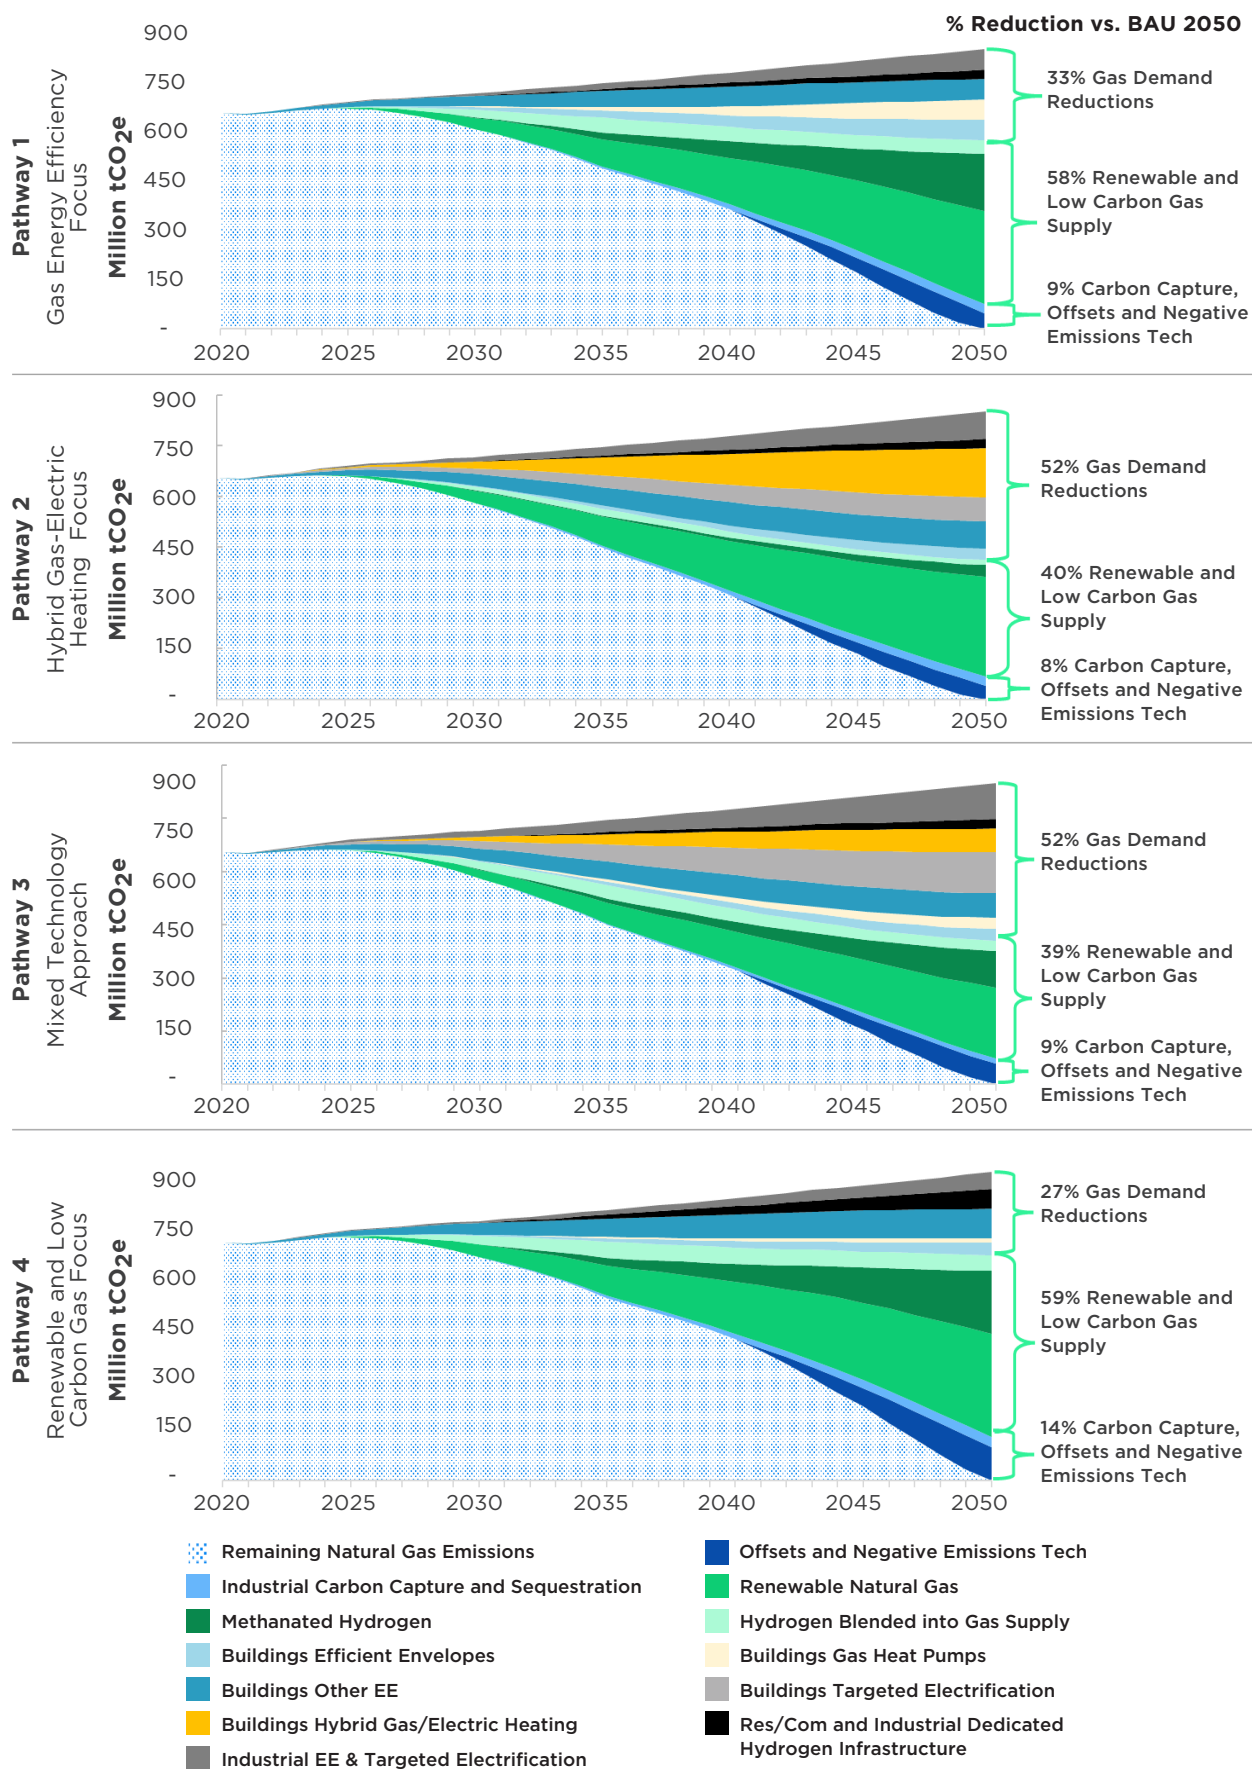 % Reduction vs. BAU 2050
Pathway 1
Gas Energy Efficiency
Focus
Million tCO2e
900
750
600
450
300
150
-
2020 2025 2030 2035 2040 2045 2050
33% Gas Demand
Reductions
58% Renewable and
Low Carbon Gas
Supply
9% Carbon Capture,
Offsets and Negative
Emissions Tech
Pathway 2
Hybrid Gas-Electric
Heating Focus
Million tCO2e
900
750
600
450
300
150
-
2020 2025 2030 2035 2040 2045 2050
52% Gas Demand
Reductions
40% Renewable and
Low Carbon Gas
Supply
8% Carbon Capture,
Offsets and Negative
Emissions Tech
Pathway 3
Mixed Technology
Approach
Million tCO2e
900
750
600
450
300
150
-
2020 2025 2030 2035 2040 2045 2050
52% Gas Demand
Reductions
39% Renewable and
Low Carbon Gas
Supply
9% Carbon Capture,
Offsets and Negative
Emissions Tech
Pathway 4
Renewable and Low
Carbon Gas Focus
Million tCO2e
900
750
600
450
300
150
-
2020 2025 2030 2035 2040 2045 2050
27% Gas Demand
Reductions
59% Renewable and
Low Carbon Gas
Supply
14% Carbon Capture,
Offsets and Negative
Emissions Tech
Remaining Natural Gas Emissions
Offsets and Negative Emissions Tech
Industrial Carbon Capture and Sequestration
Renewable Natural Gas
Methanated Hydrogen
Hydrogen Blended into Gas Supply
Buildings Efficient Envelopes
Buildings Gas Heat Pumps
Buildings Other EE
Buildings Targeted Electrification
Buildings Hybrid Gas/Electric Heating
Res/Com and Industrial Dedicated
Hydrogen Infrastructure
Industrial EE & Targeted Electrification